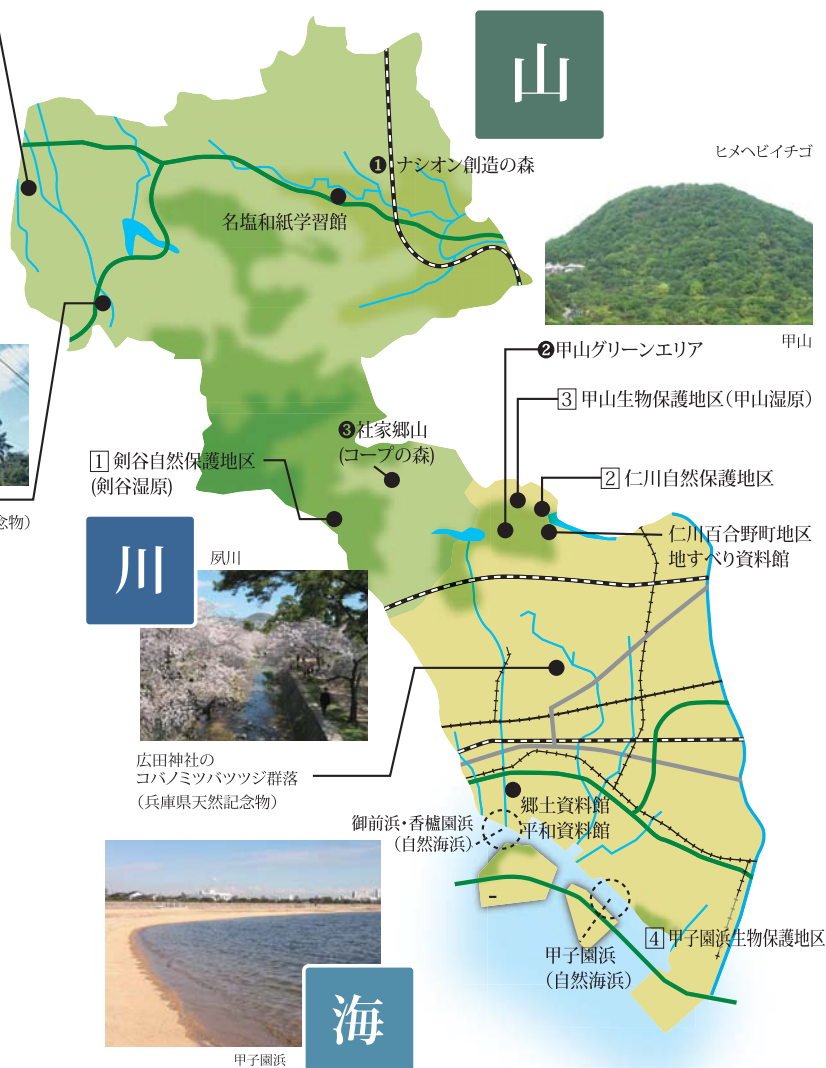 山
ヒメヘビイチゴ
❶ ナシオン創造の森
名塩和紙学習館
甲山
❷甲山グリーンエリア
3 甲山生物保護地区(甲山湿原)
❸社家郷山
(コープの森)
1 剣谷自然保護地区
(剣谷湿原)
2 仁川自然保護地区
念物)
仁川百合野町地区
地すべり資料館
川
夙川
広田神社の
コバノミツバツツジ群落
(兵庫県天然記念物)
郷土資料館
平和資料館
御前浜・香櫨園浜
(自然海浜)
4 甲子園浜生物保護地区
甲子園浜
(自然海浜)
海
甲子園浜